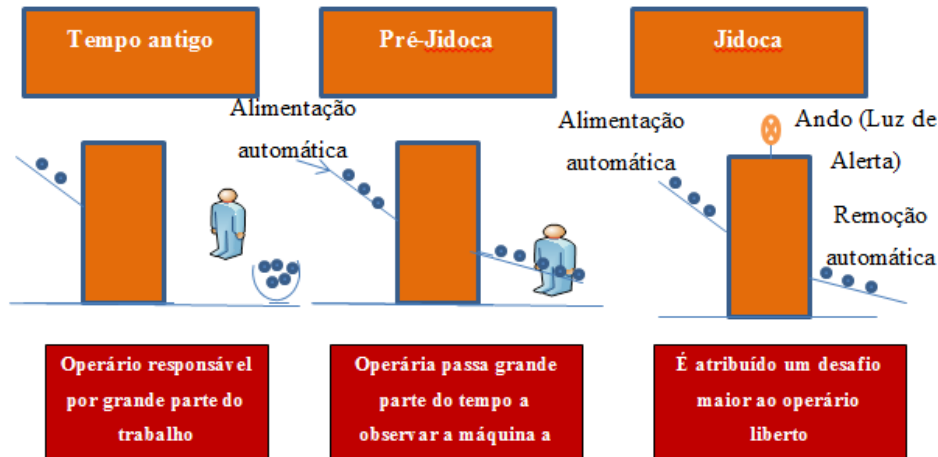 Tempo antigo
Pré-Jidoca
Jidoca
Alimentação
automática
Alimentação
automática
Ando (Luz de
Alerta)
Remoção
automática
Operário responsável
por grande parte do
trabalho
Operária passa grande
parte do tempo a
observar a máquina a
É atribuído um desafio
maior ao operário
liberto